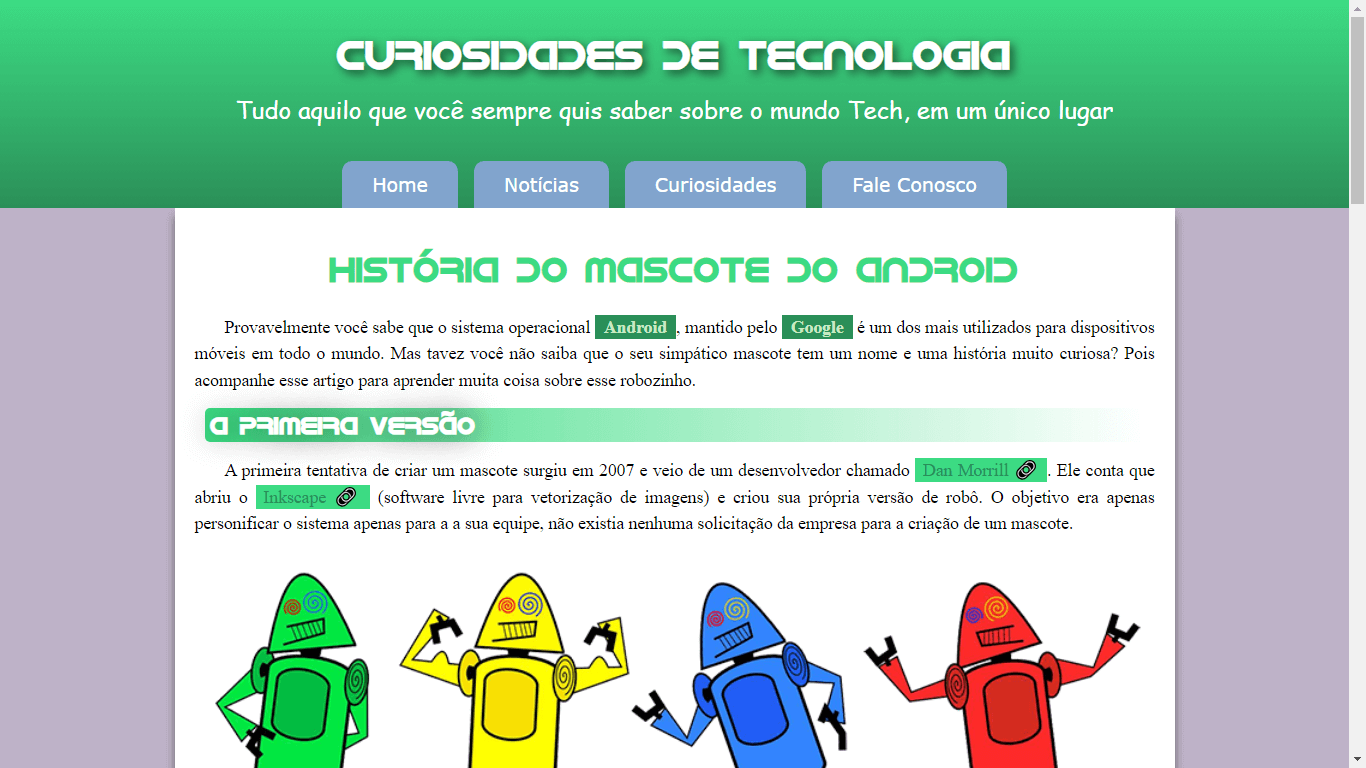 CURIOSIDADES DE TECNOLOGIA
Tudo aquilo que você sempre quis saber sobre o mundo Tech, em um único lugar
Home Notícias Curiosidades Fale Conosco
HISTÓRIA DO MASCOTE DO ANDROID
Provavelmente você sabe que o sistema operacional Android, mantido pelo Google é um dos mais utilizados para dispositivos
móveis em todo o mundo. Mas tavez você não saiba que o seu simpático mascote tem um nome e uma história muito curiosa? Pois
acompanhe esse artigo para aprender muita coisa sobre esse robozinho.
A PRIMEIRA VERSÃO
A primeira tentativa de criar um mascote surgiu em 2007 e veio de um desenvolvedor chamado Dan Morrill. Ele conta que
abriu o Inkscape (software livre para vetorização de imagens) e criou sua própria versão de robô. O objetivo era apenas
personificar o sistema apenas para a a sua equipe, não existia nenhuma solicitação da empresa para a criação de um mascote.